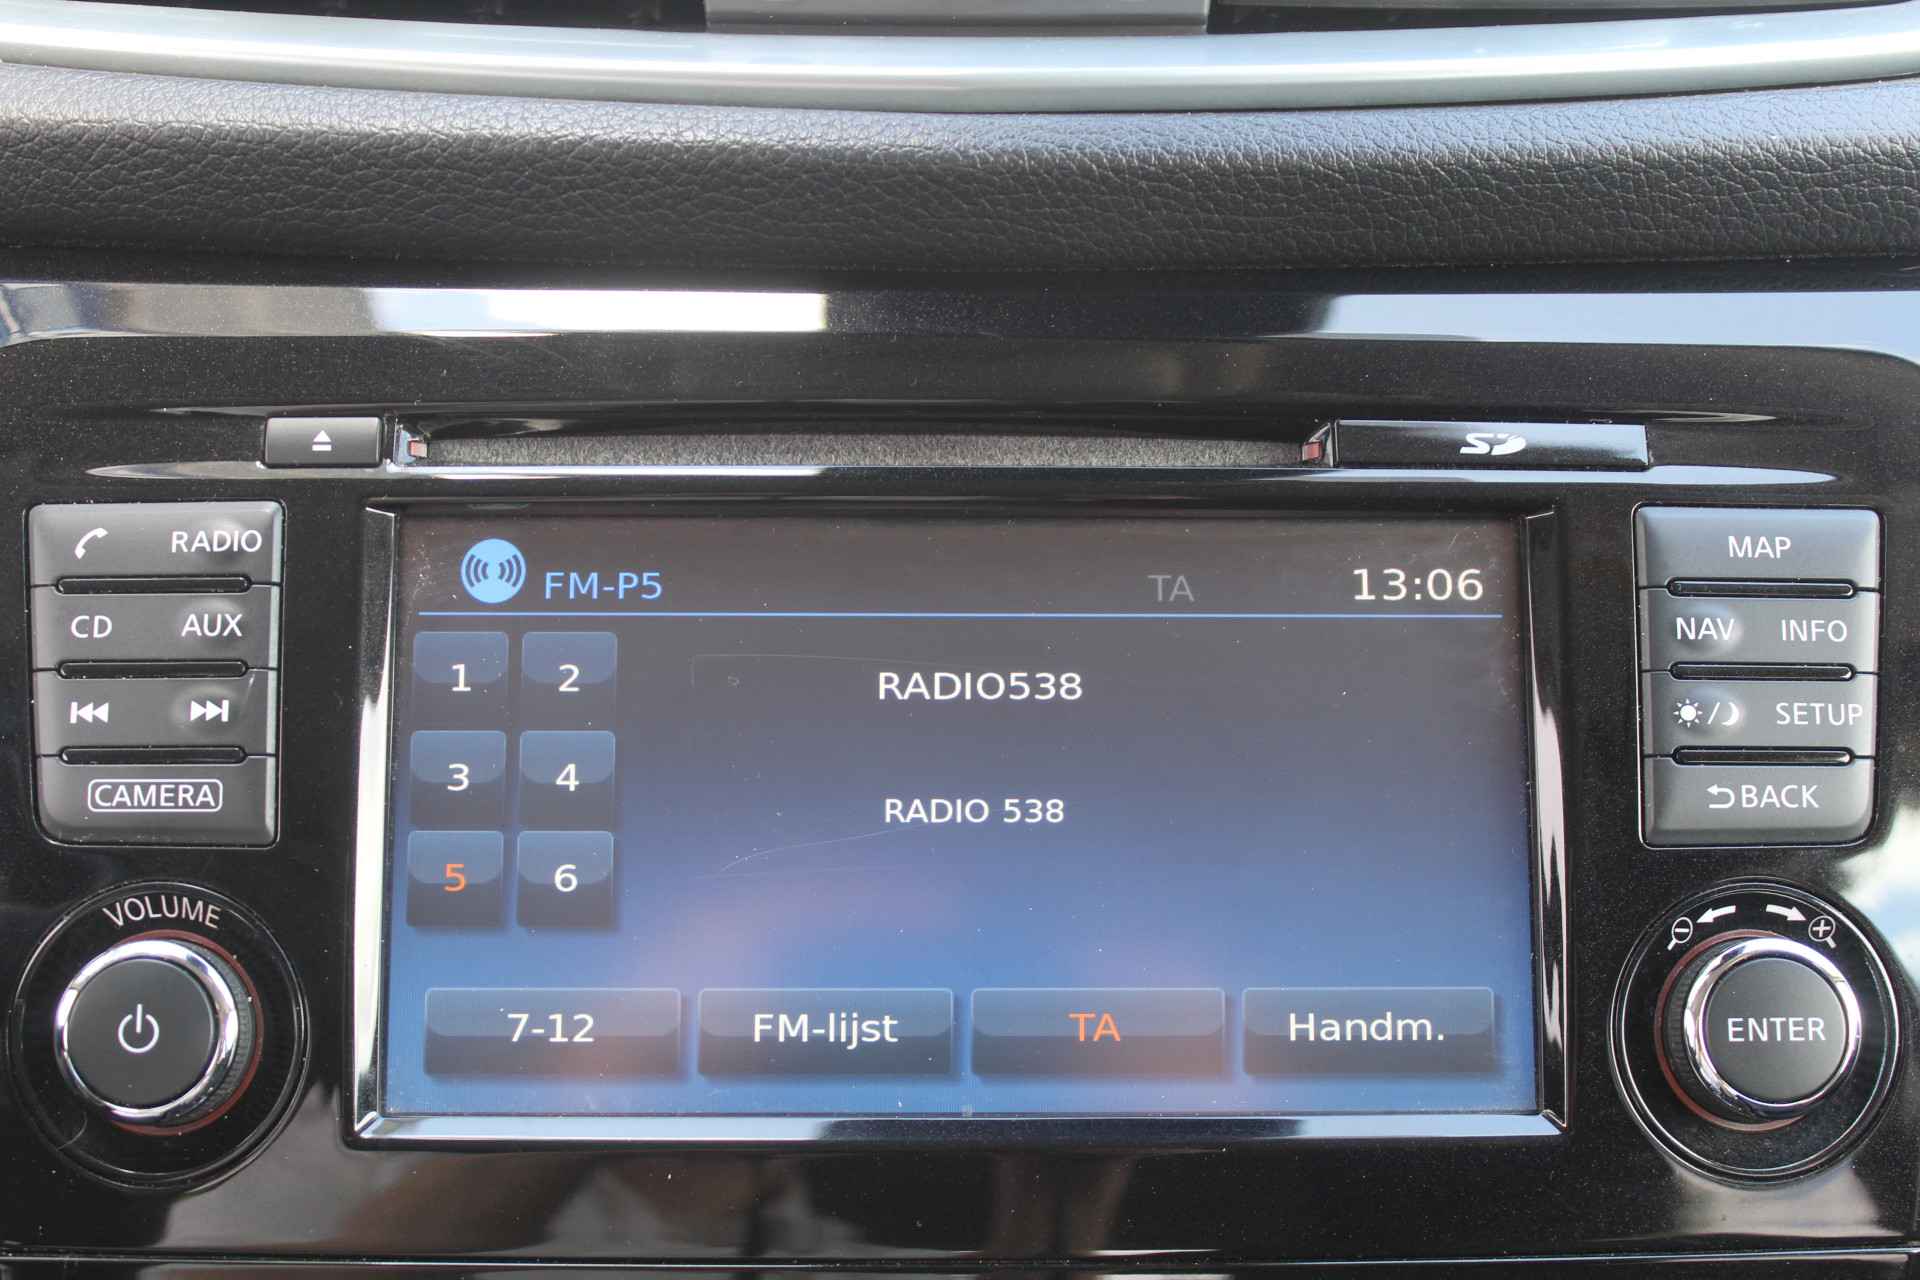 SD
RADIO
CD AUX
CAMERA
VOLUME
FM-P5 TA 13:06
1 2
RADIO538
3 4
RADIO 538
5 6
7-12 FM-lijst TA Handm.
MAP
NAV INFO
SETUP
BACK
ENTER